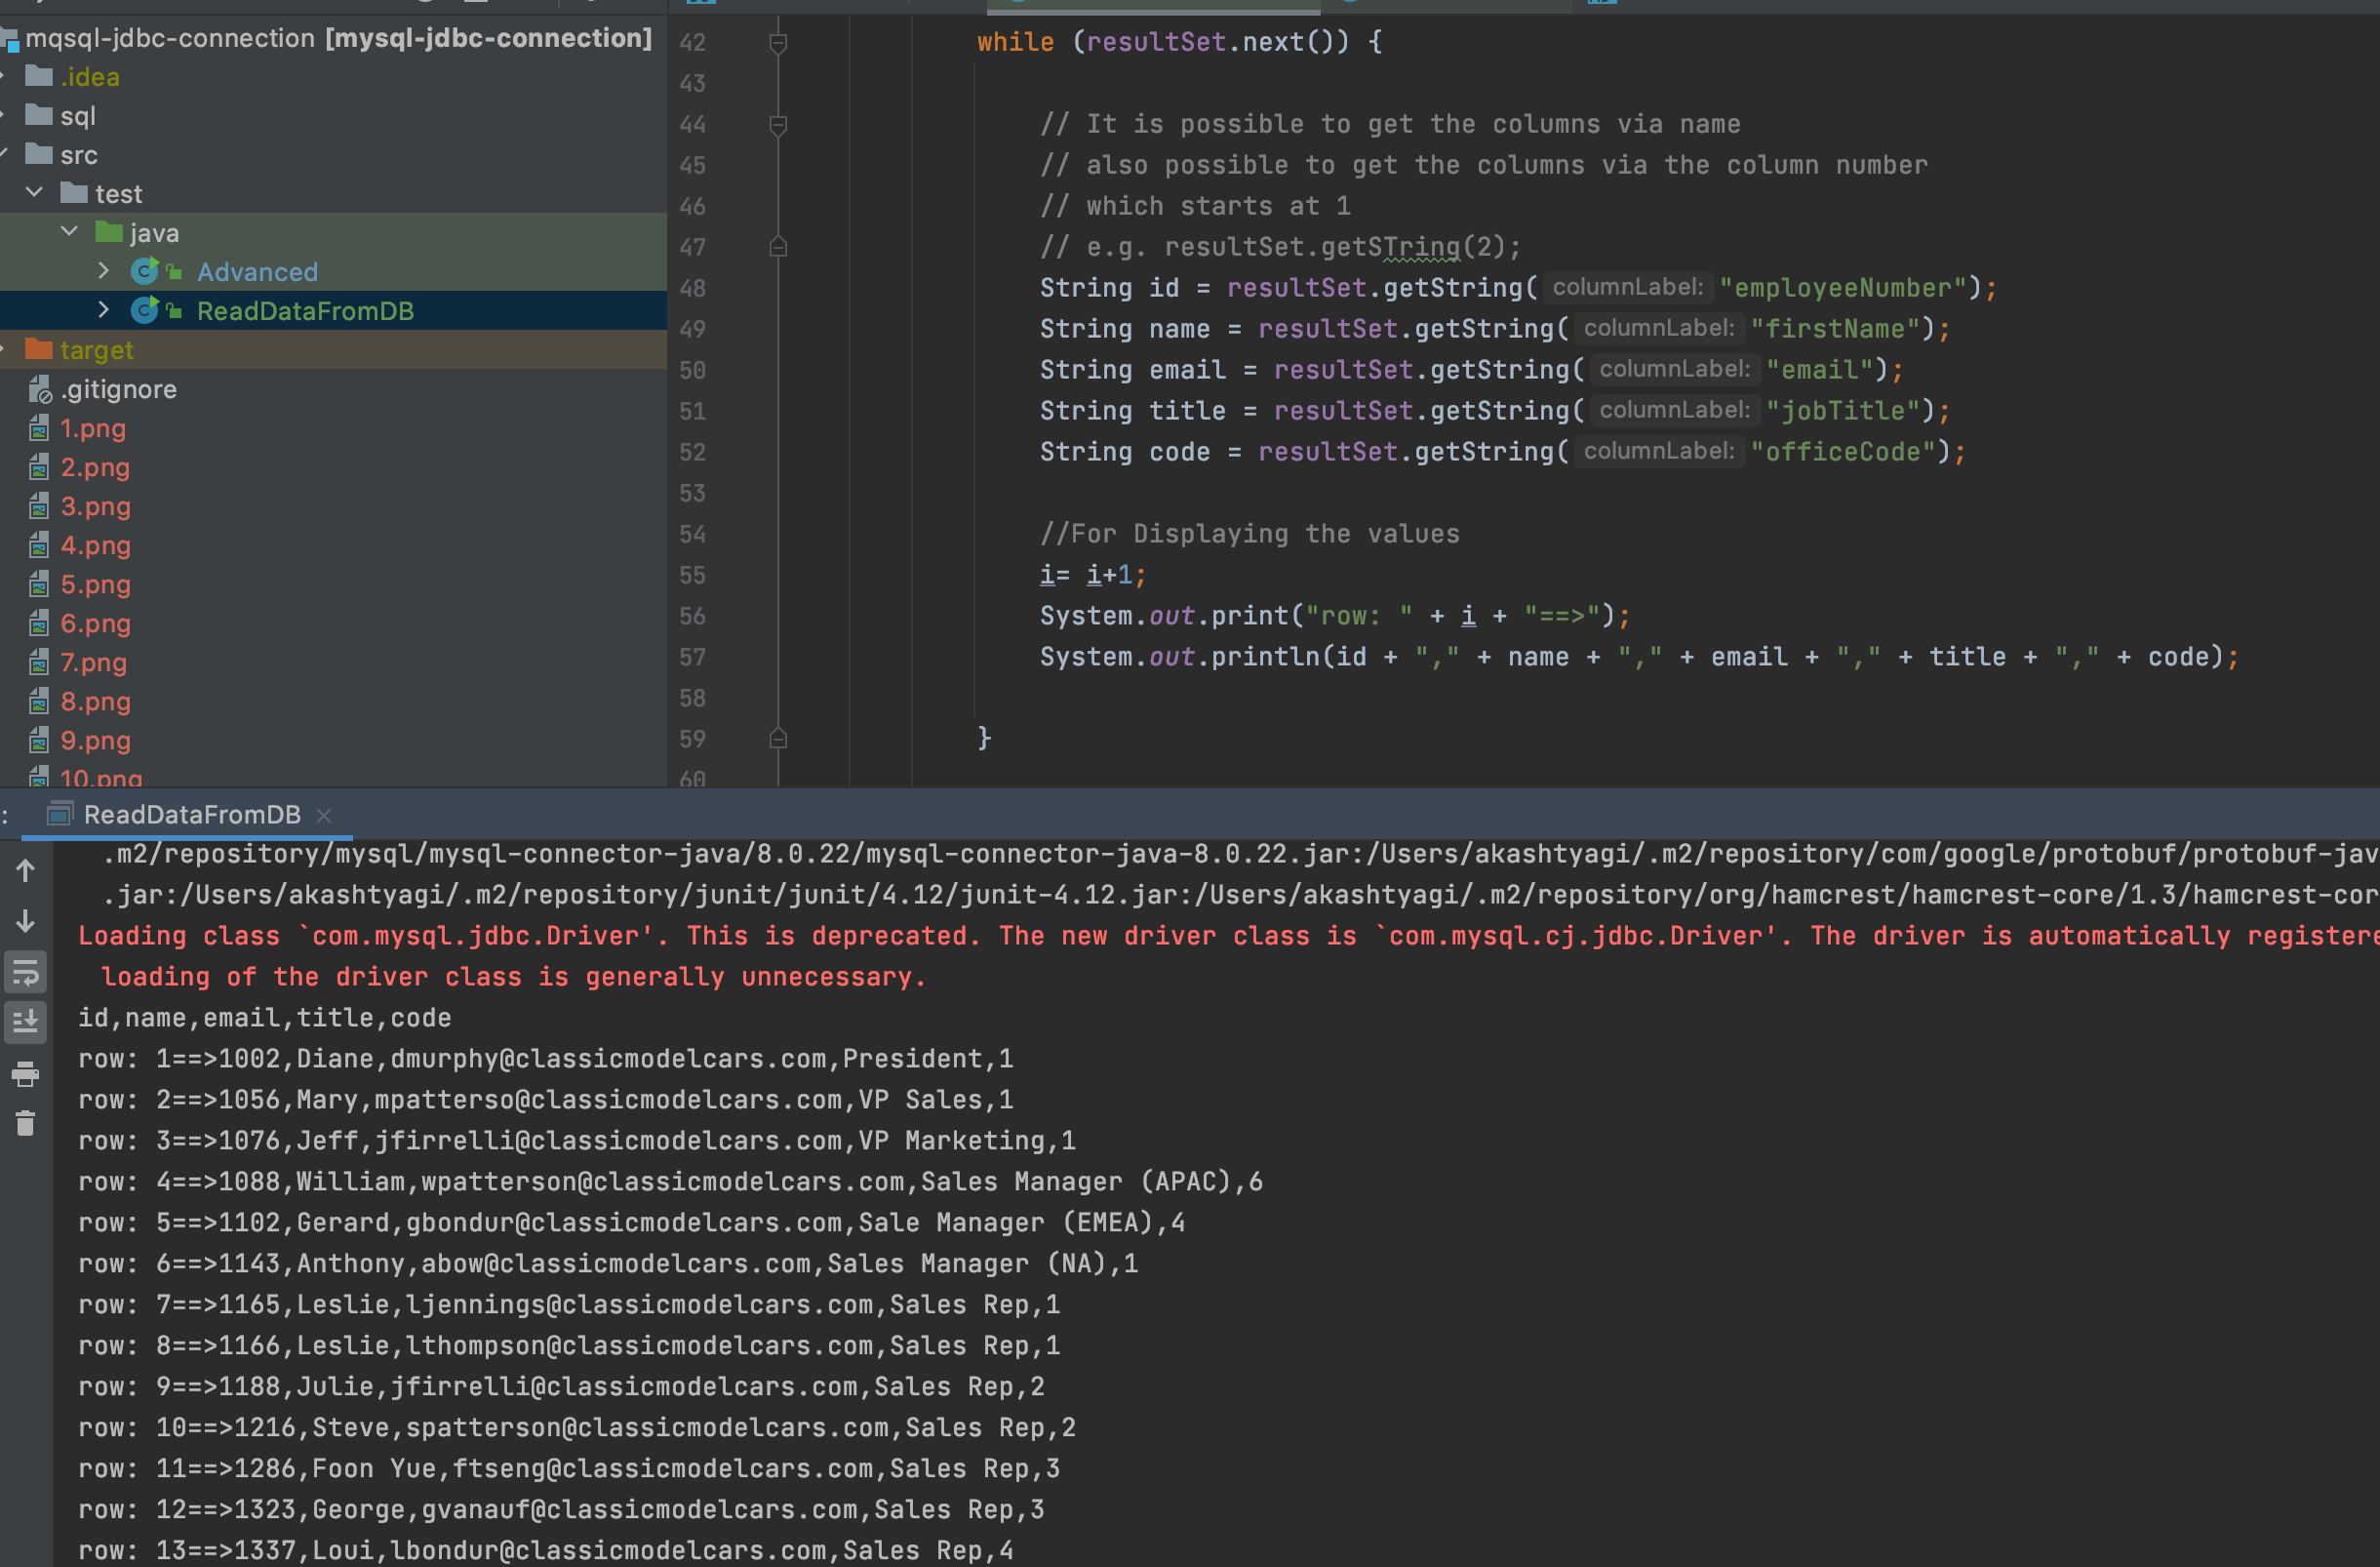 mqsql-jdbc-connection [mysql-jdbc-connection]
.idea
sql
src
test
java
Advanced
ReadDataFromDB
target
.gitignore
1.png
2.png
3.png
4.png
5.png
6.png
7.png
8.png
9.png
10.png
42 while (resultSet.next()) {
43
44 // It is possible to get the columns via name
45 // also possible to get the columns via the column number
46 // which starts at 1
47 // e.g. resultSet.getSTring(2);
48 String id = resultSet.getString( columnLabel: "employeeNumber");
49 String name = resultSet.getString( columnLabel: "firstName");
50 String email = resultSet.getString( columnLabel: "email");
51 String title = resultSet.getString( columnLabel: "jobTitle");
52 String code = resultSet.getString( columnLabel: "officeCode");
53
54 //For Displaying the values
55 i= i+1;
56 System.out.print("row: " + i + "==>");
57 System.out.println(id + "," + name + "," + email + "," + title + "," + code);
58
59 }
60
: ReadDataFromDB
.m2/repository/mysql/mysql-connector-java/8.0.22/mysql-connector-java-8.0.22.jar:/Users/akashtyagi/.m2/repository/com/google/protobuf/protobuf-jav
.jar:/Users/akashtyagi/.m2/repository/junit/junit/4.12/junit-4.12.jar:/Users/akashtyagi/.m2/repository/org/hamcrest/hamcrest-core/1.3/hamcrest-cor
Loading class `com.mysql.jdbc.Driver'. This is deprecated. The new driver class is `com.mysql.cj.jdbc.Driver'. The driver is automatically registere
loading of the driver class is generally unnecessary.
id,name,email,title,code
row: 1==>1002,Diane,dmurphy@classicmodelcars.com,President,1
row: 2==>1056,Mary,mpatterso@classicmodelcars.com,VP Sales,1
row: 3==>1076,Jeff,jfirrelli@classicmodelcars.com,VP Marketing,1
row: 4==>1088,William,wpatterson@classicmodelcars.com,Sales Manager (APAC),6
row: 5==>1102,Gerard,gbondur@classicmodelcars.com,Sale Manager (EMEA),4
row: 6==>1143,Anthony,abow@classicmodelcars.com,Sales Manager (NA),1
row: 7==>1165,Leslie,ljennings@classicmodelcars.com,Sales Rep,1
row: 8==>1166,Leslie,lthompson@classicmodelcars.com,Sales Rep,1
row: 9==>1188,Julie,jfirrelli@classicmodelcars.com,Sales Rep,2
row: 10==>1216,Steve,spatterson@classicmodelcars.com,Sales Rep,2
row: 11==>1286,Foon Yue,ftseng@classicmodelcars.com,Sales Rep,3
row: 12==>1323,George,gvanauf@classicmodelcars.com,Sales Rep,3
row: 13==>1337,Loui,lbondur@classicmodelcars.com,Sales Rep,4